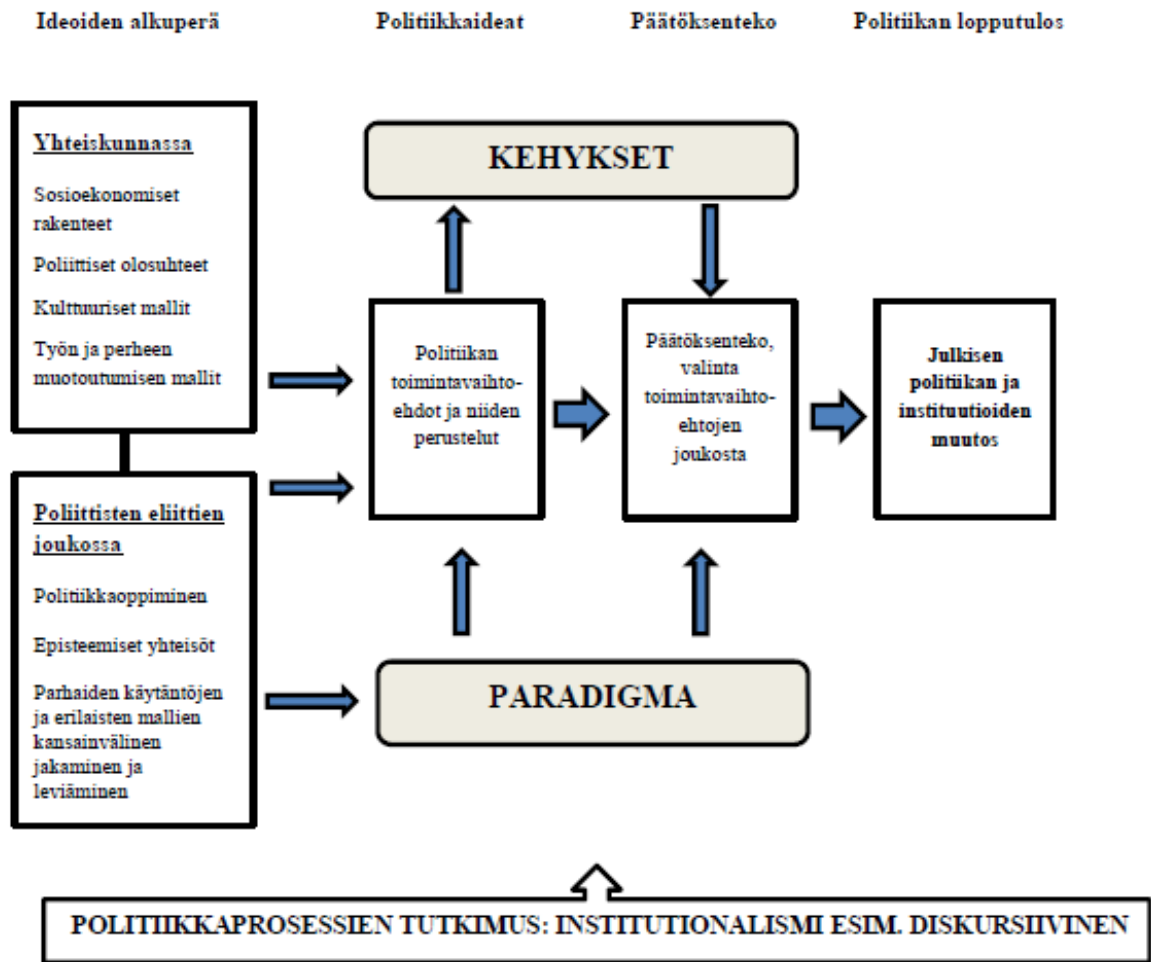 Ideoiden alkuperä
Politiikkaideat
Päätöksenteko
Politiikan lopputulos
Yhteiskunnassa
Sosioekonomiset
rakenteet
Poliittiset olosuhteet
Kulttuuriset mallit
Työn ja perheen
muotoutumisen mallit
Poliittisten eliittien
joukossa
Politiikkaoppiminen
Episteemiset yhteisöt
Parhaiden käytäntöjen
ja erilaisten mallien
kansainvälinen
jakaminen ja
leviäminen
KEHYKSET
Politiikan
toimintavaihto-
ehdot ja niiden
perustelut
Päätöksenteko,
valinta
toimintavaihto-
ehtojen
joukosta
Julkisen
politiikan ja
instituutioiden
muutos
PARADIGMA
POLITIIKKAPROSESSIEN TUTKIMUS: INSTITUTIONALISMI ESIM. DISKURSIIVINEN